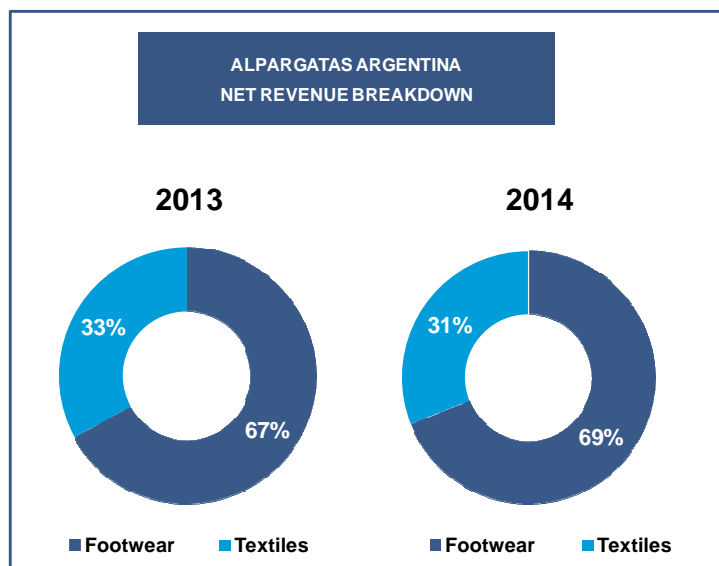 ALPARGATAS ARGENTINA
NET REVENUE BREAKDOWN
2013
2014
33%
67%
31%
69%
Footwear
Textiles
Footwear
Textiles